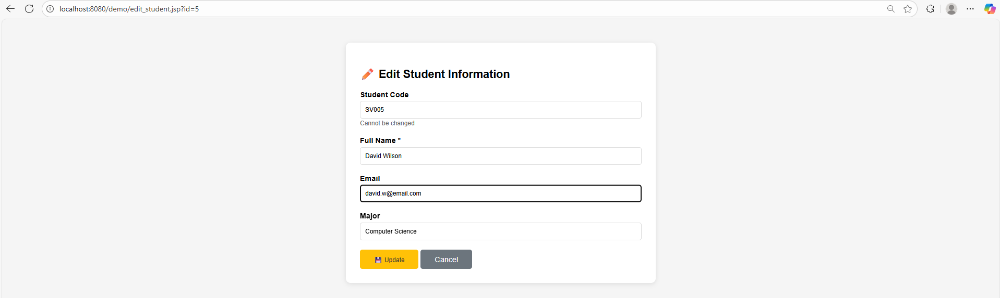 localhost:8080/demo/edit_student.jsp?id=5
Edit Student Information
Student Code
SV005
Cannot be changed
Full Name *
David Wilson
Email
david.w@email.com
Major
Computer Science
Update Cancel